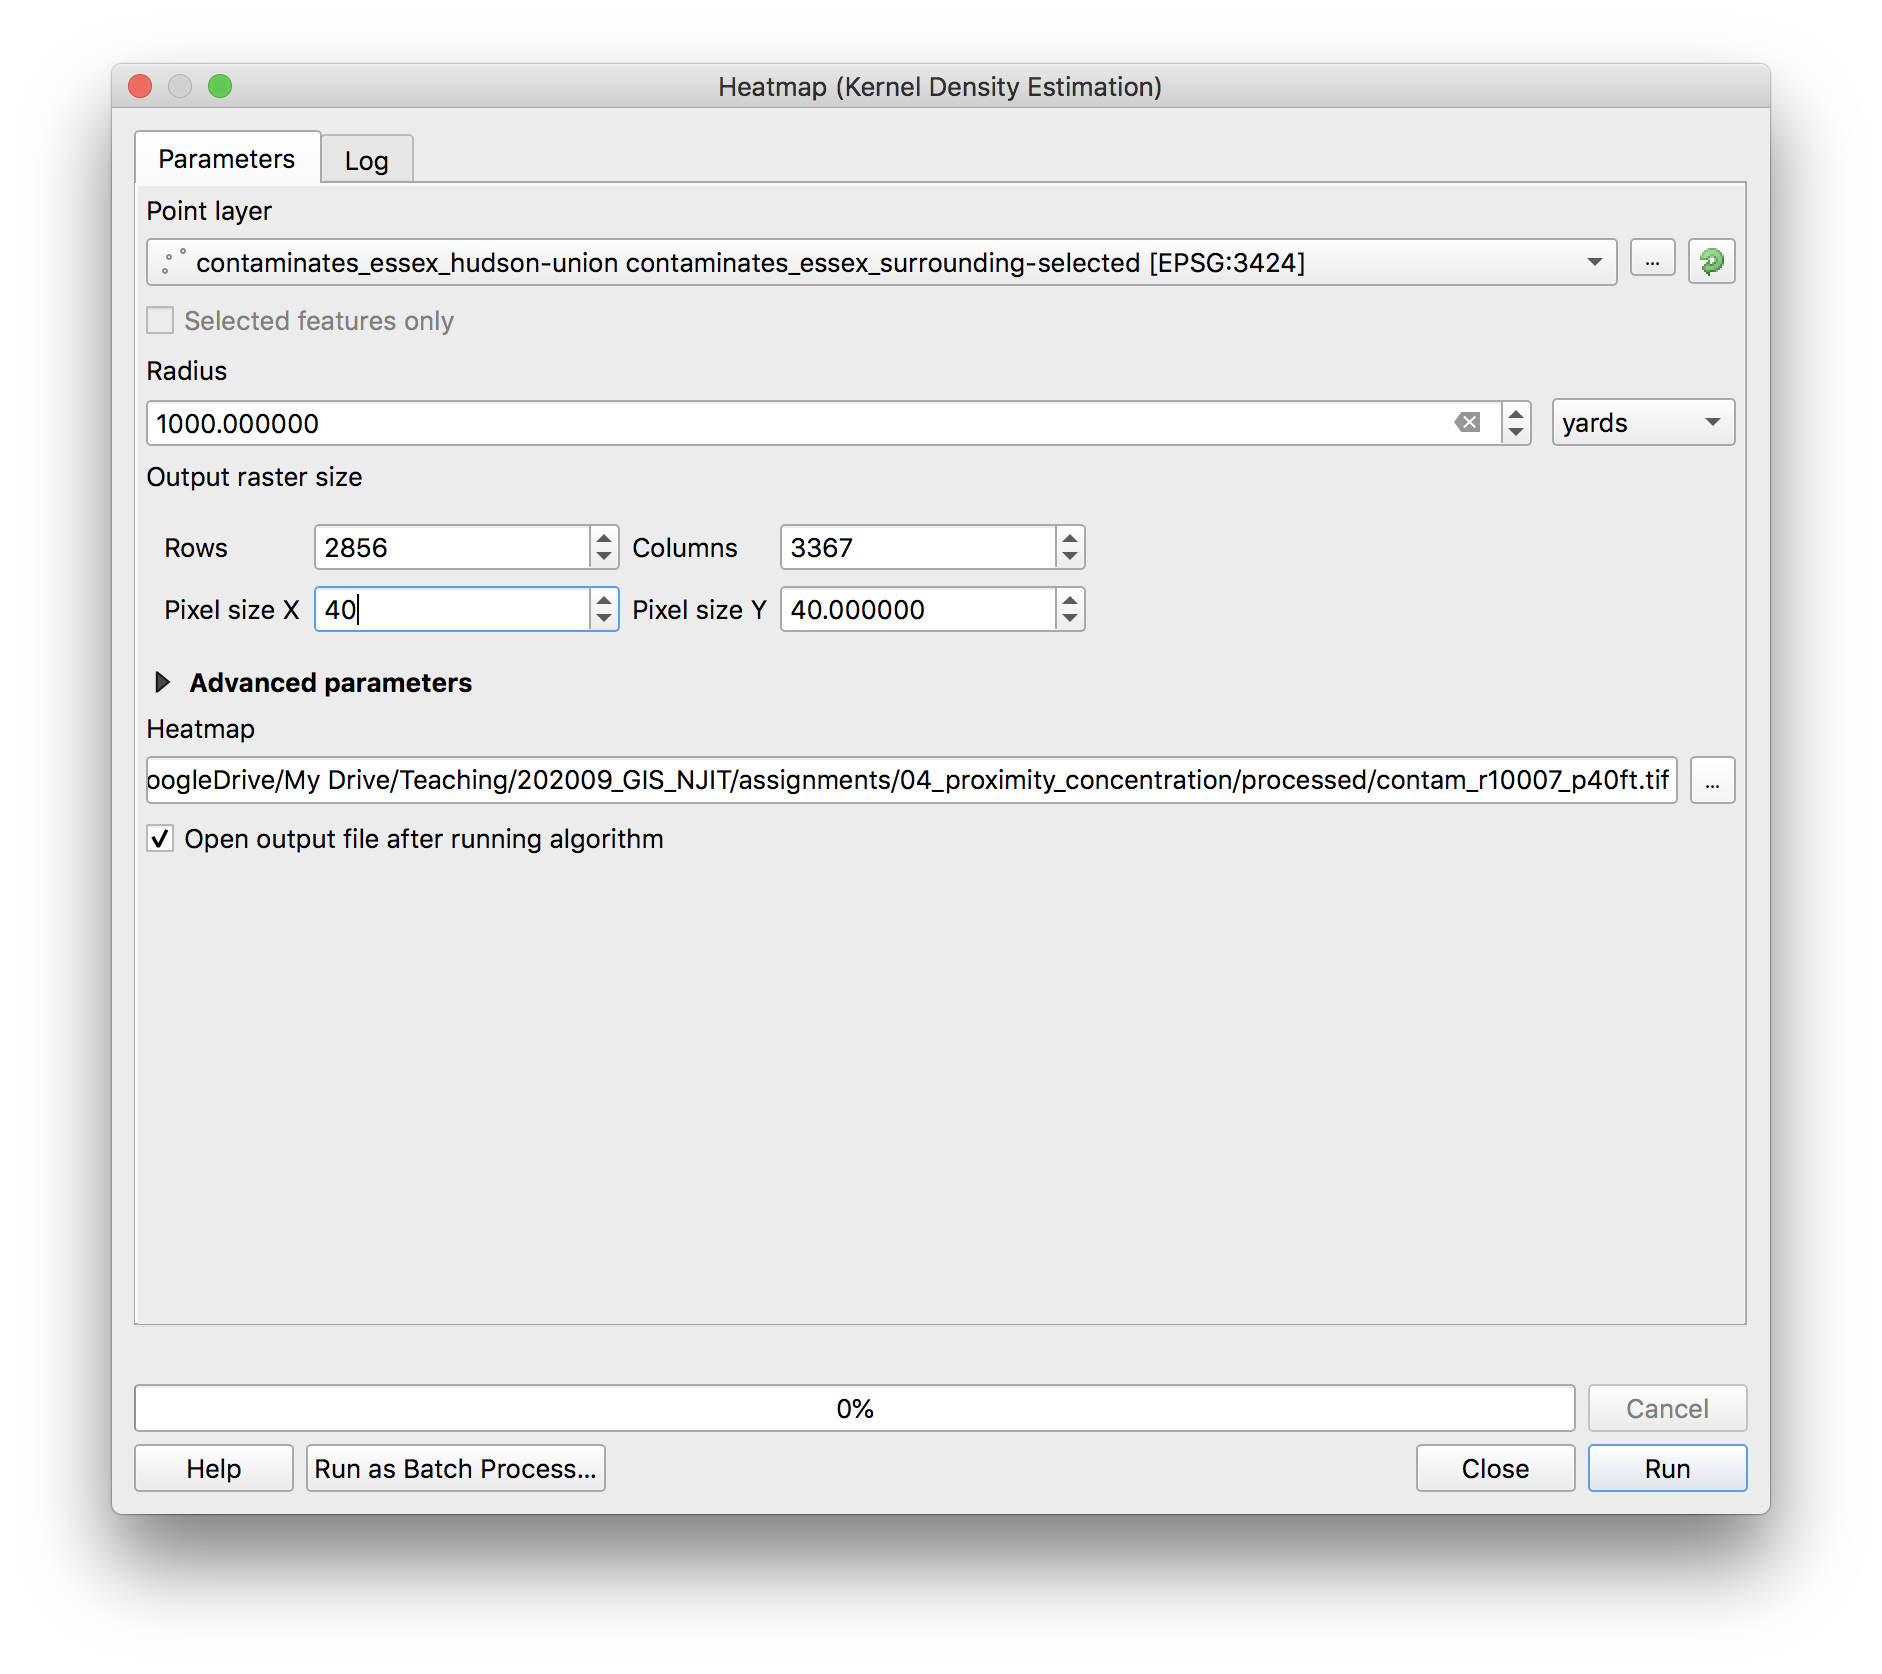 Heatmap (Kernel Density Estimation)
Parameters
Log
Point layer
contaminates_essex_hudson-union contaminates_essex_surrounding-selected [EPSG:3424]
...
Selected features only
Radius
1000.000000
yards
Output raster size
Rows 2856 Columns 3367
Pixel size X 40 Pixel size Y 40.000000
Advanced parameters
Heatmap
oogleDrive/My Drive/Teaching/202009_GIS_NJIT/assignments/04_proximity_concentration/processed/contam_r10007_p40ft.tif
...
Open output file after running algorithm
0%
Cancel
Help
Run as Batch Process...
Close
Run